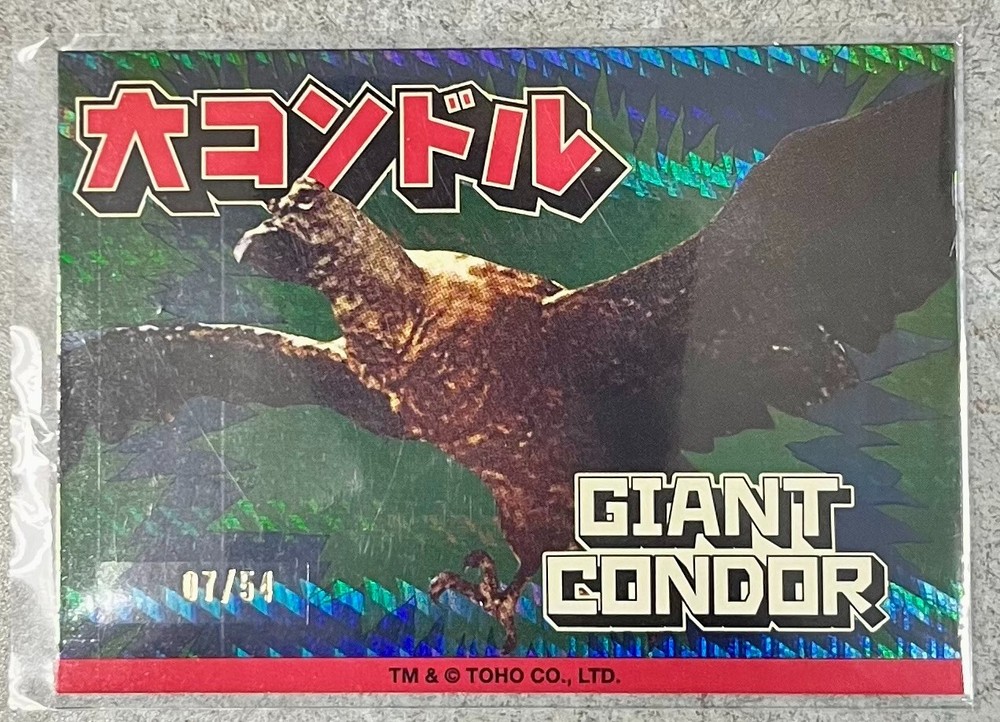 大コンドル
GIANT
CONDOR
07/54
TM & © TOHO CO., LTD.